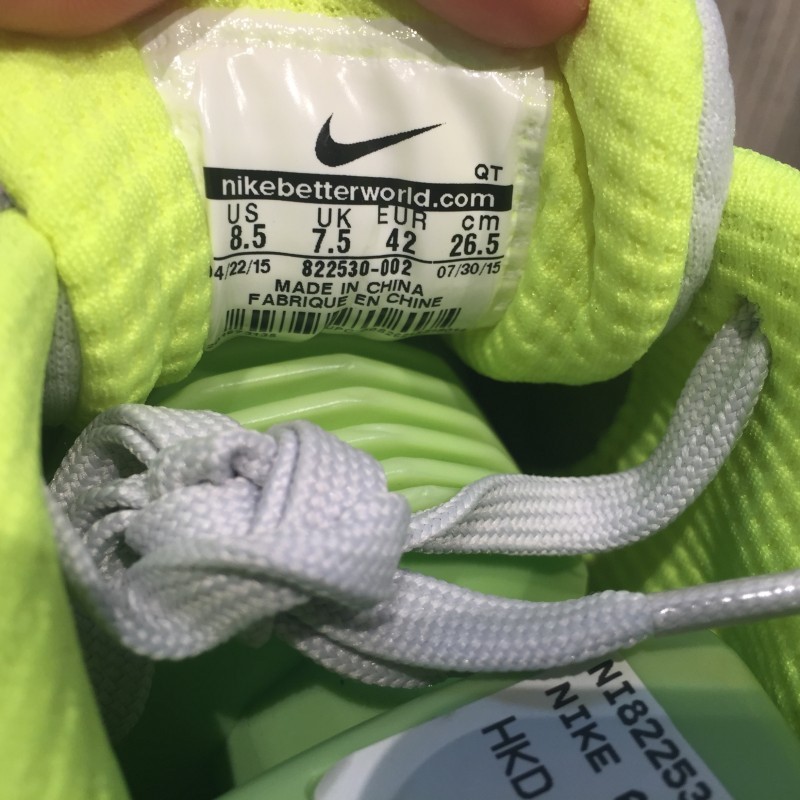 QT
nikebetterworld.com
US UK EUR cm
8.5 7.5 42 26.5
4/22/15 822530-002 07/30/15
MADE IN CHINA
FABRIQUE EN CHINE
NI82253
NIKE
HKD